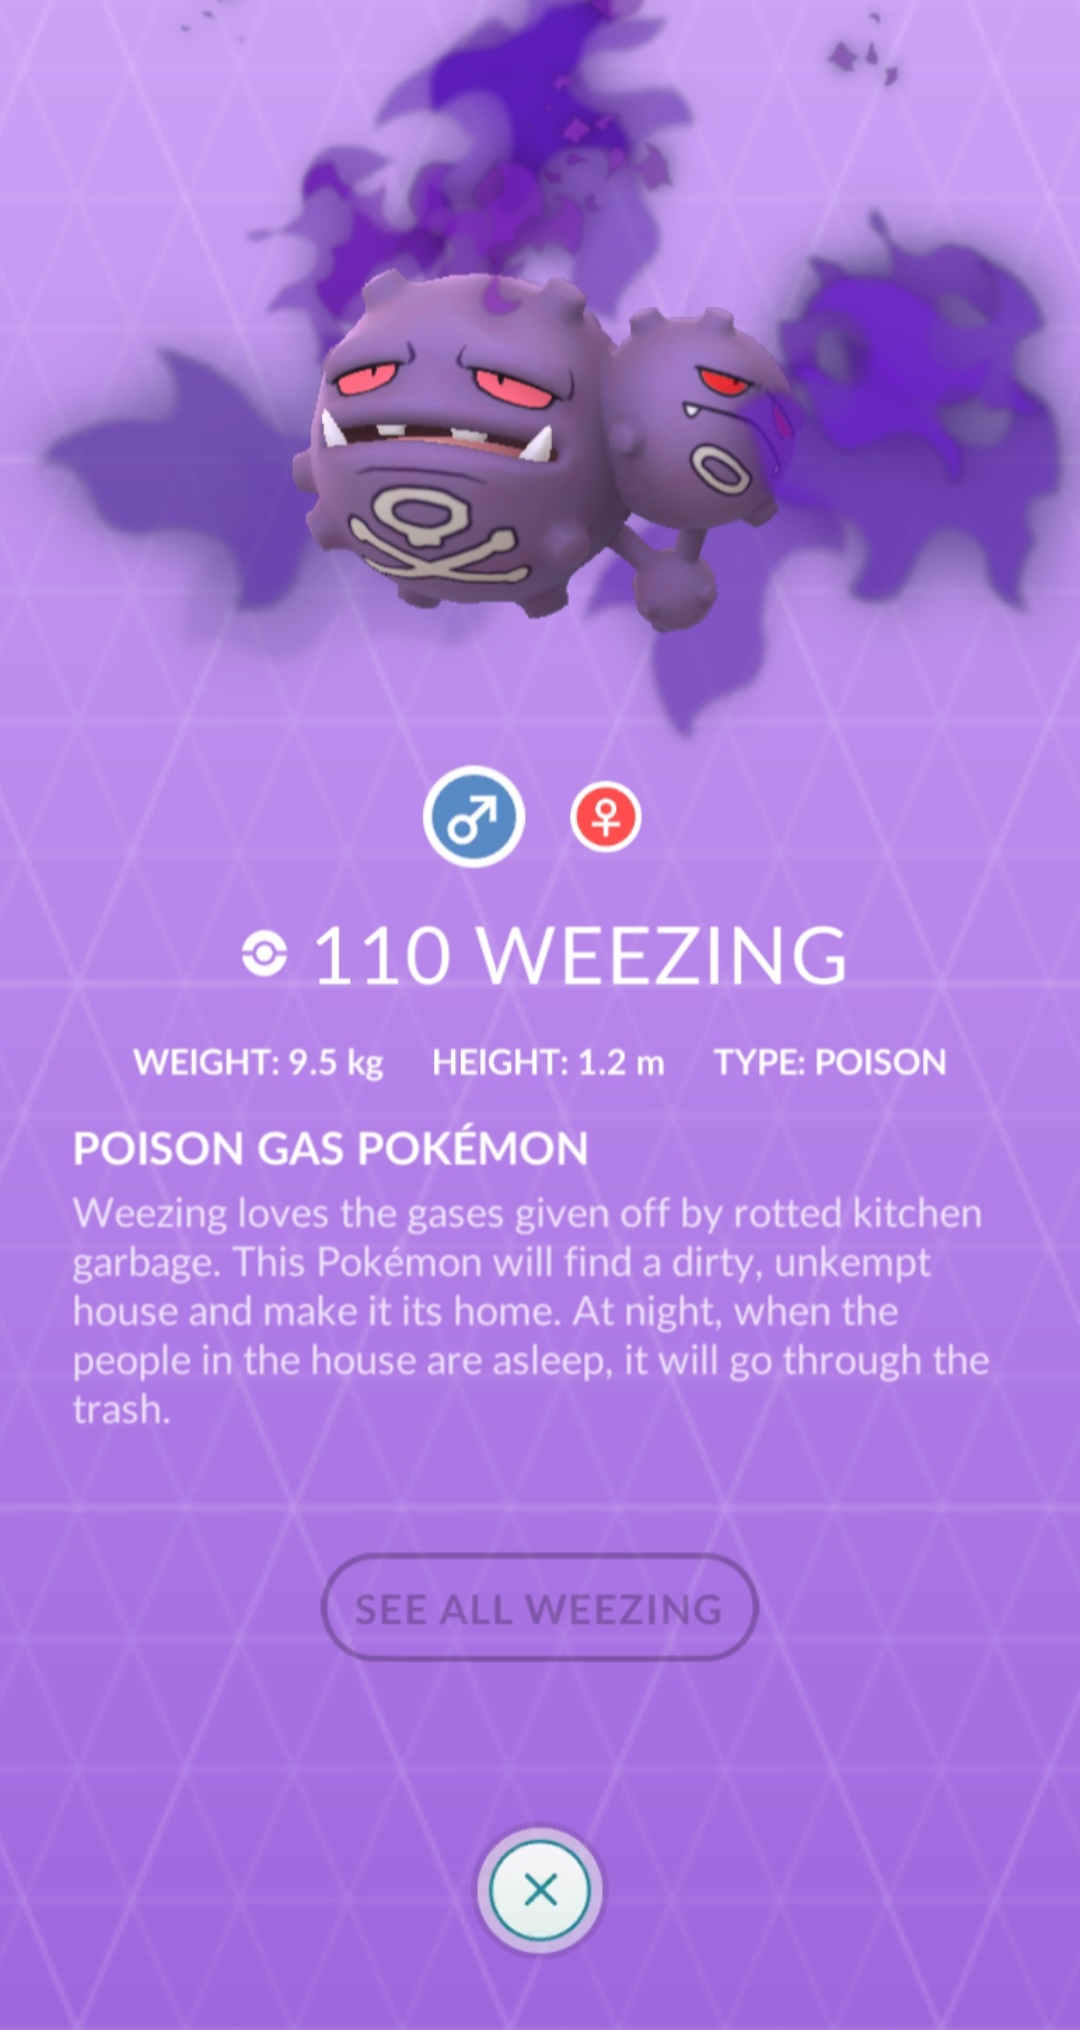 110 WEEZING
WEIGHT: 9.5 kg HEIGHT: 1.2 m TYPE: POISON
POISON GAS POKÉMON
Weezing loves the gases given off by rotted kitchen
garbage. This Pokémon will find a dirty, unkempt
house and make it its home. At night, when the
people in the house are asleep, it will go through the
trash.
SEE ALL WEEZING